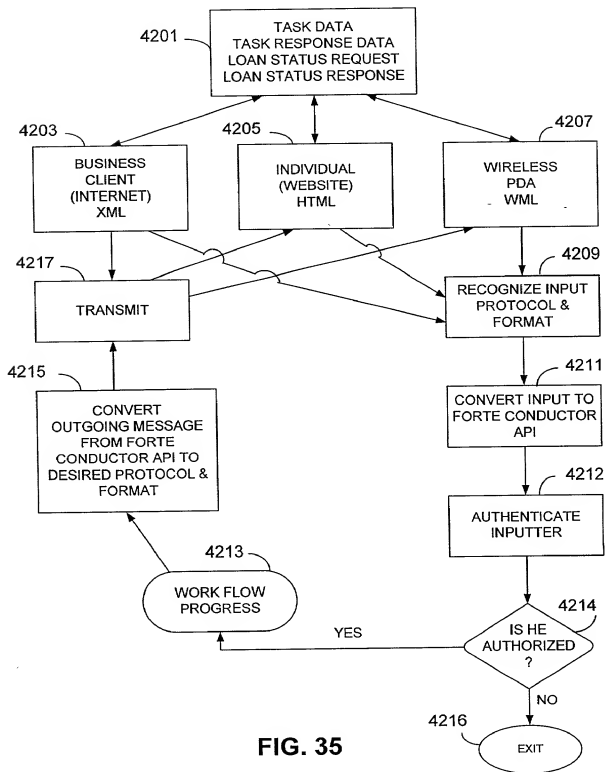 4201
TASK DATA
TASK RESPONSE DATA
LOAN STATUS REQUEST
LOAN STATUS RESPONSE
4203
BUSINESS
CLIENT
(INTERNET)
XML
4205
INDIVIDUAL
(WEBSITE)
HTML
4207
WIRELESS
PDA
WML
4217
TRANSMIT
4209
RECOGNIZE INPUT
PROTOCOL &
FORMAT
4215
CONVERT
OUTGOING MESSAGE
FROM FORTE
CONDUCTOR API TO
DESIRED PROTOCOL &
FORMAT
4211
CONVERT INPUT TO
FORTE CONDUCTOR
API
4212
AUTHENTICATE
INPUTTER
4213
WORK FLOW
PROGRESS
4214
IS HE
AUTHORIZED
?
YES
NO
4216
EXIT
FIG. 35